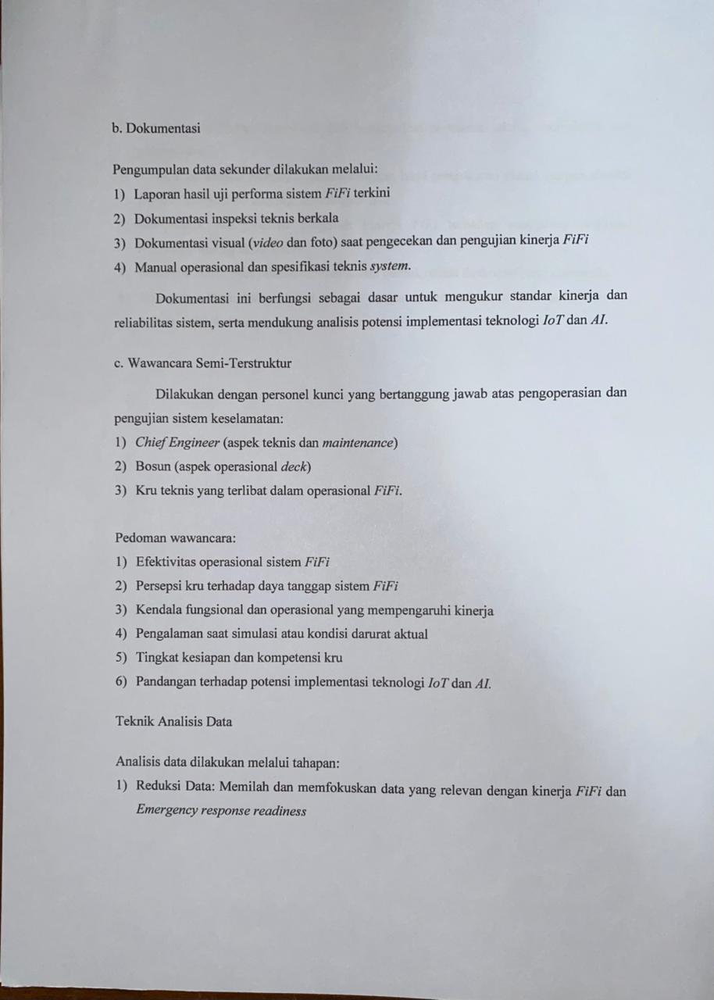 b. Dokumentasi
Pengumpulan data sekunder dilakukan melalui:
1) Laporan hasil uji performa sistem FiFi terkini
2) Dokumentasi inspeksi teknis berkala
3) Dokumentasi visual (video dan foto) saat pengecekan dan pengujian kinerja FiFi
4) Manual operasional dan spesifikasi teknis system.
Dokumentasi ini berfungsi sebagai dasar untuk mengukur standar kinerja dan
reliabilitas sistem, serta mendukung analisis potensi implementasi teknologi IoT dan AI.
c. Wawancara Semi-Terstruktur
Dilakukan dengan personel kunci yang bertanggung jawab atas pengoperasian dan
pengujian sistem keselamatan:
1) Chief Engineer (aspek teknis dan maintenance)
2) Bosun (aspek operasional deck)
3) Kru teknis yang terlibat dalam operasional FiFi.
Pedoman wawancara:
1) Efektivitas operasional sistem FiFi
2) Persepsi kru terhadap daya tanggap sistem FiFi
3) Kendala fungsional dan operasional yang mempengaruhi kinerja
4) Pengalaman saat simulasi atau kondisi darurat aktual
5) Tingkat kesiapan dan kompetensi kru
6) Pandangan terhadap potensi implementasi teknologi IoT dan AI.
Teknik Analisis Data
Analisis data dilakukan melalui tahapan:
1) Reduksi Data: Memilah dan memfokuskan data yang relevan dengan kinerja FiFi dan
Emergency response readiness